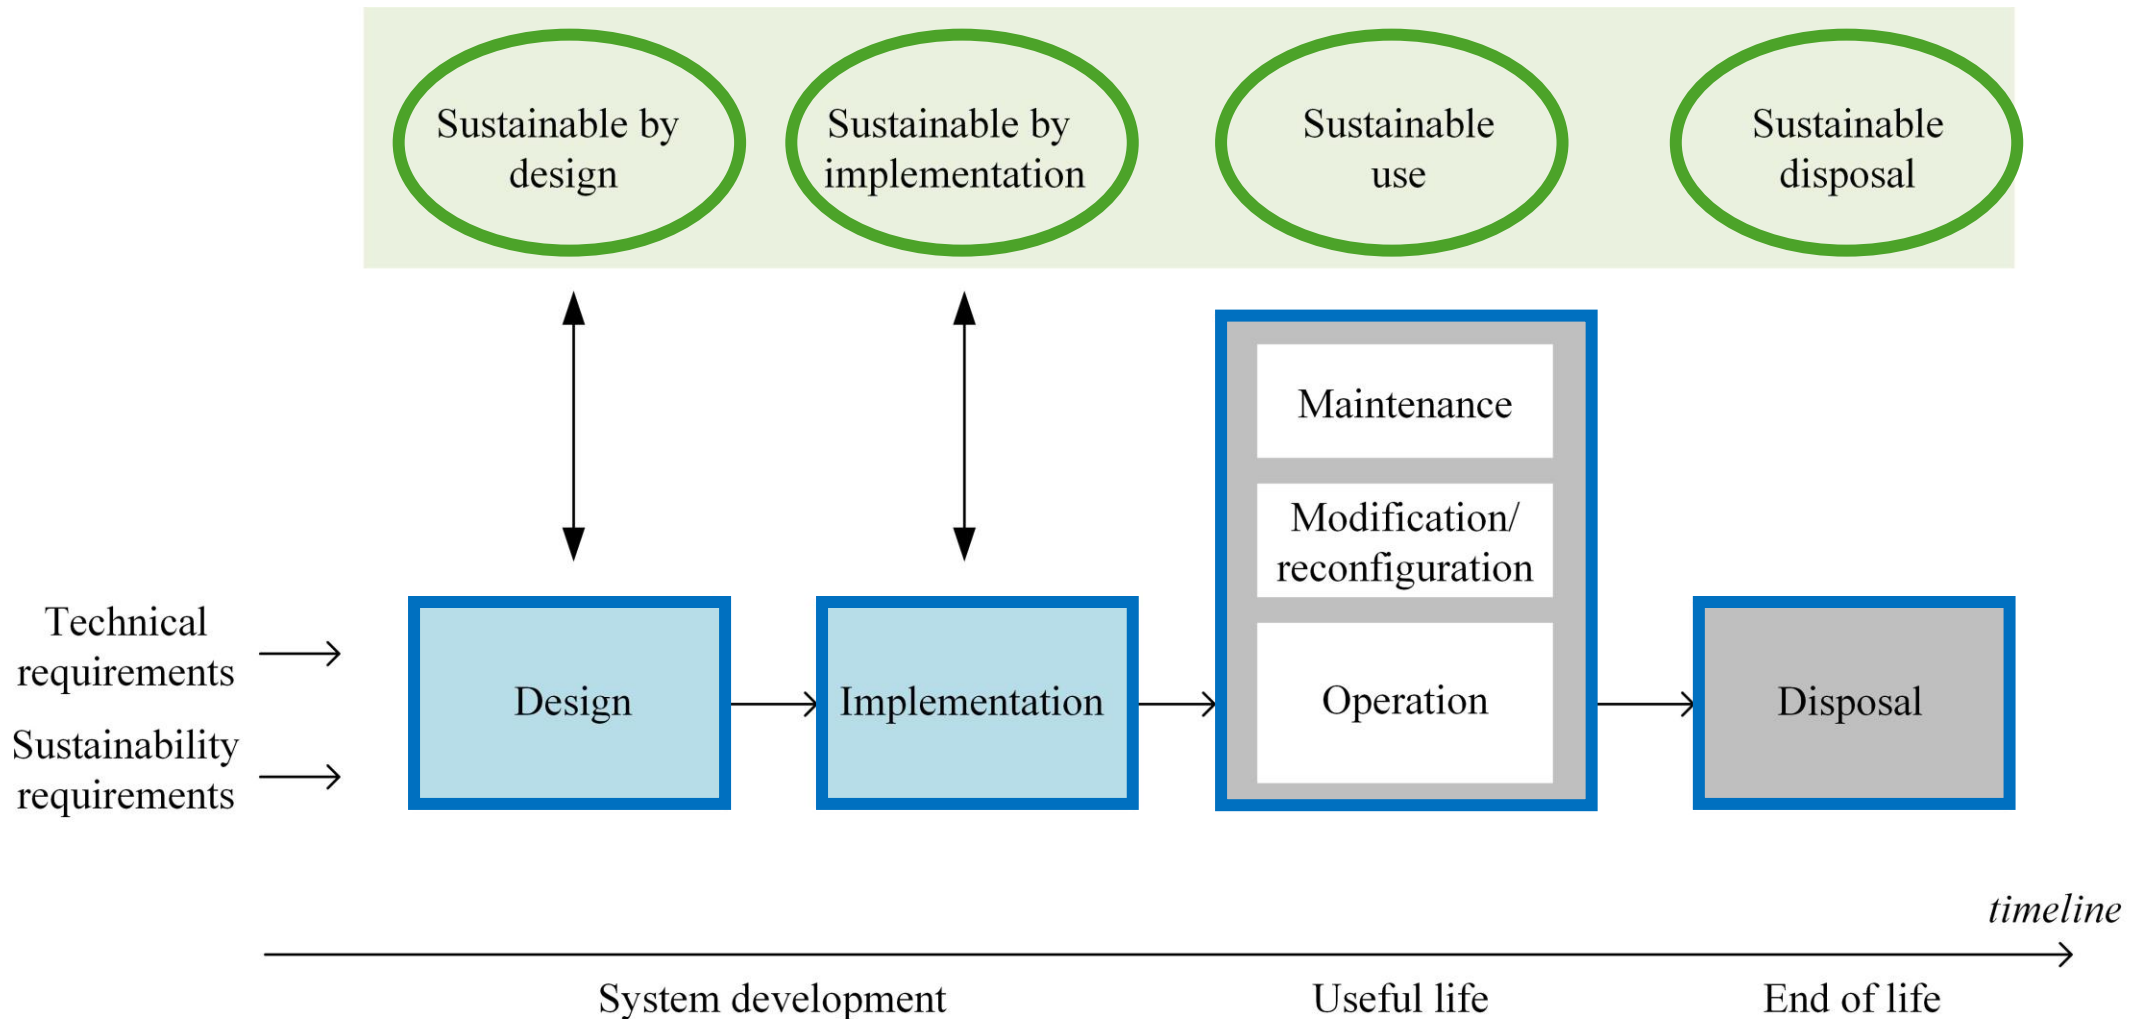 Sustainable by
design
Sustainable by
implementation
Sustainable
use
Sustainable
disposal
Maintenance
Modification/
reconfiguration
Operation
Technical
requirements
Sustainability
requirements
Design
Implementation
Disposal
timeline
System development
Useful life
End of life